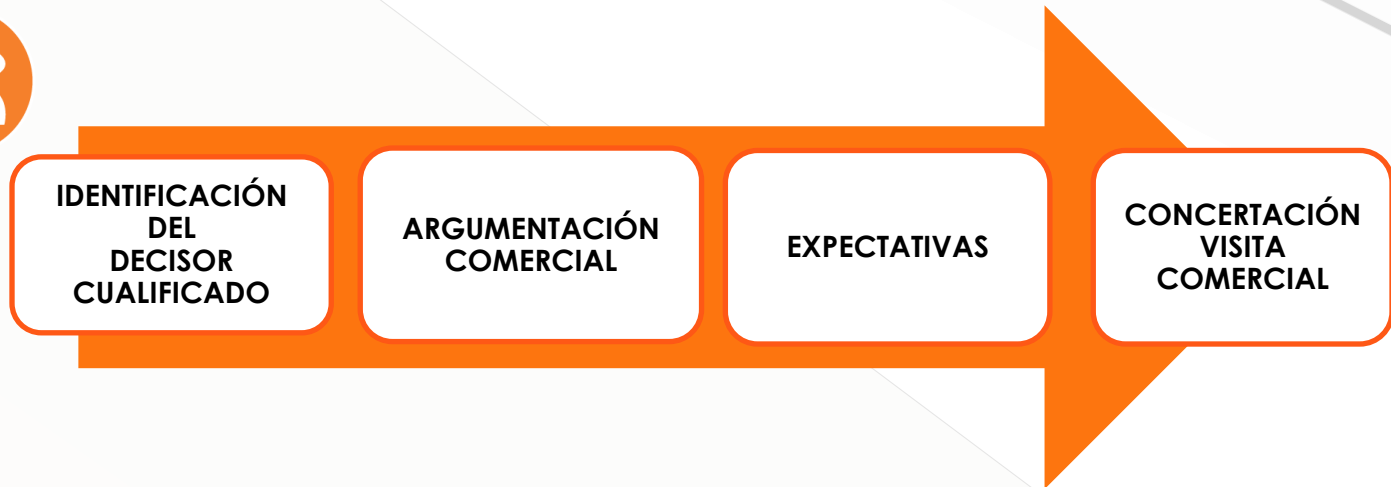 IDENTIFICACIÓN
DEL
DECISOR
CUALIFICADO
ARGUMENTACIÓN
COMERCIAL
EXPECTATIVAS
CONCERTACIÓN
VISITA
COMERCIAL